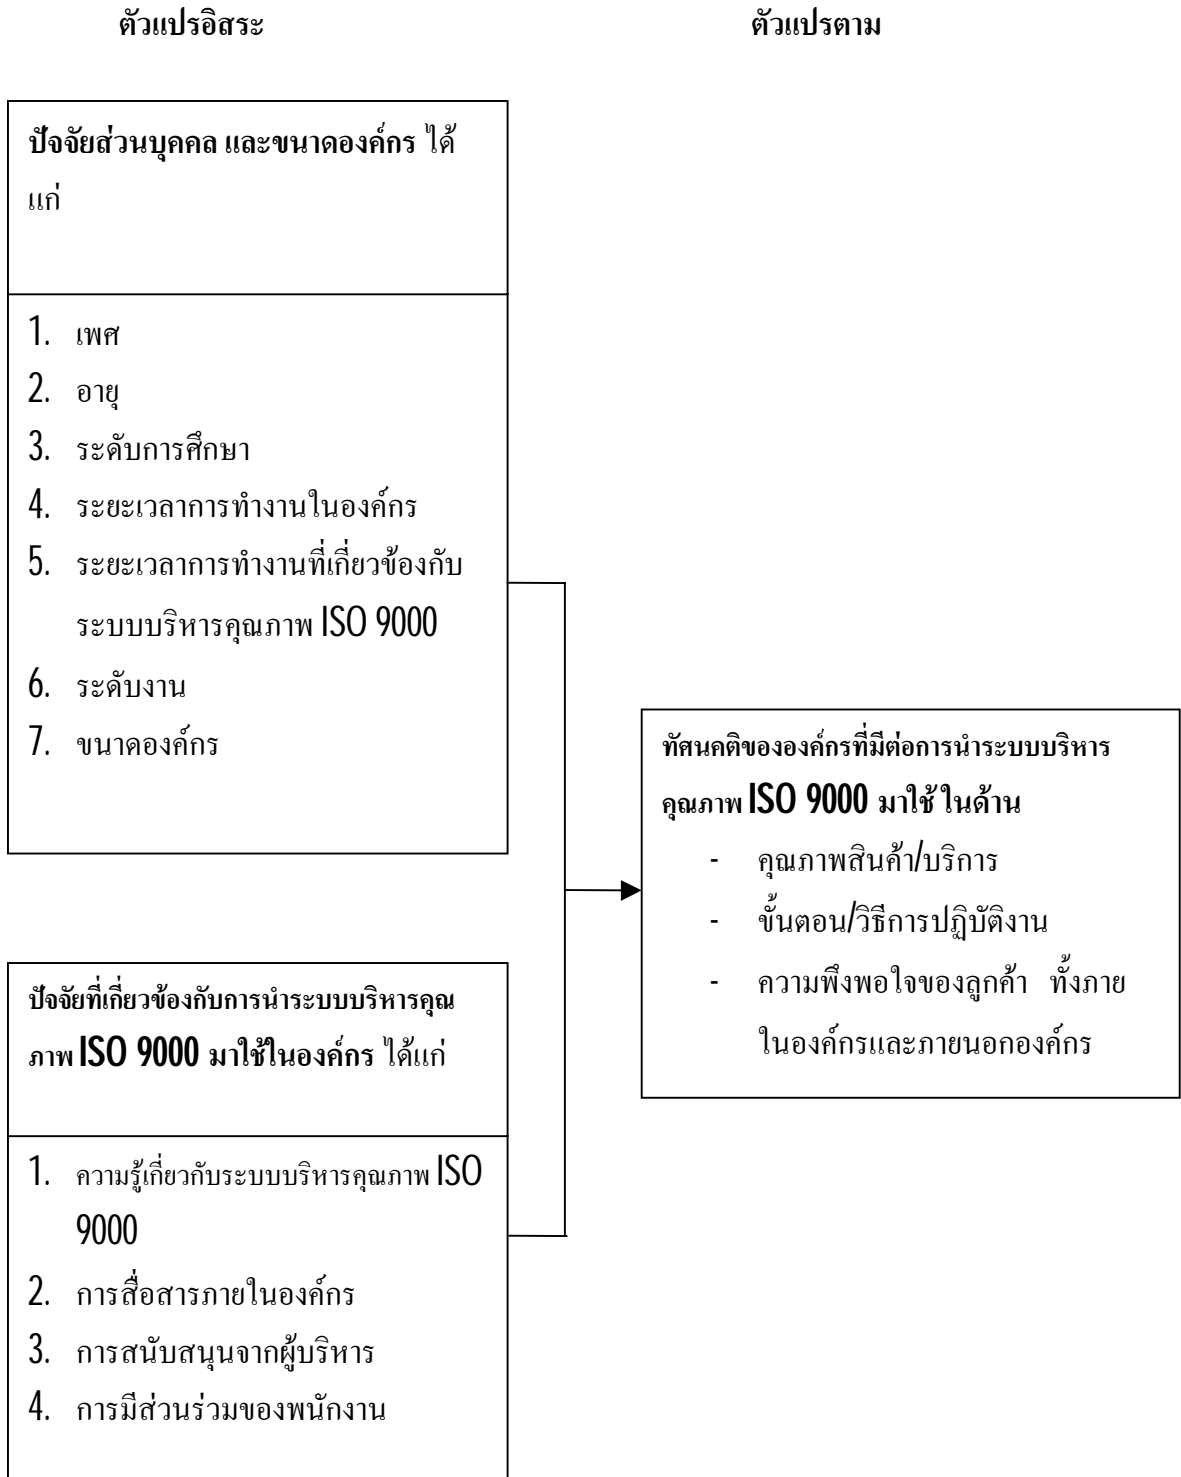 ตัวแปรอิสระ
ตัวแปรตาม
ปัจจัยส่วนบุคคล และขนาดองค์กร ได้
แก่
1. เพศ
2. อายุ
3. ระดับการศึกษา
4. ระยะเวลาการทำงานในองค์กร
5. ระยะเวลาการทำงานที่เกี่ยวข้องกับ
ระบบบริหารคุณภาพ ISO 9000
6. ระดับงาน
7. ขนาดองค์กร
ปัจจัยที่เกี่ยวข้องกับการนำระบบบริหารคุณ
ภาพ ISO 9000 มาใช้ในองค์กร ได้แก่
1. ความรู้เกี่ยวกับระบบบริหารคุณภาพ ISO
9000
2. การสื่อสารภายในองค์กร
3. การสนับสนุนจากผู้บริหาร
4. การมีส่วนร่วมของพนักงาน
ทัศนคติขององค์กรที่มีต่อการนำระบบบริหาร
คุณภาพ ISO 9000 มาใช้ ในด้าน
- คุณภาพสินค้า/บริการ
- ขั้นตอน/วิธีการปฏิบัติงาน
- ความพึงพอใจของลูกค้า ทั้งภาย
ในองค์กรและภายนอกองค์กร